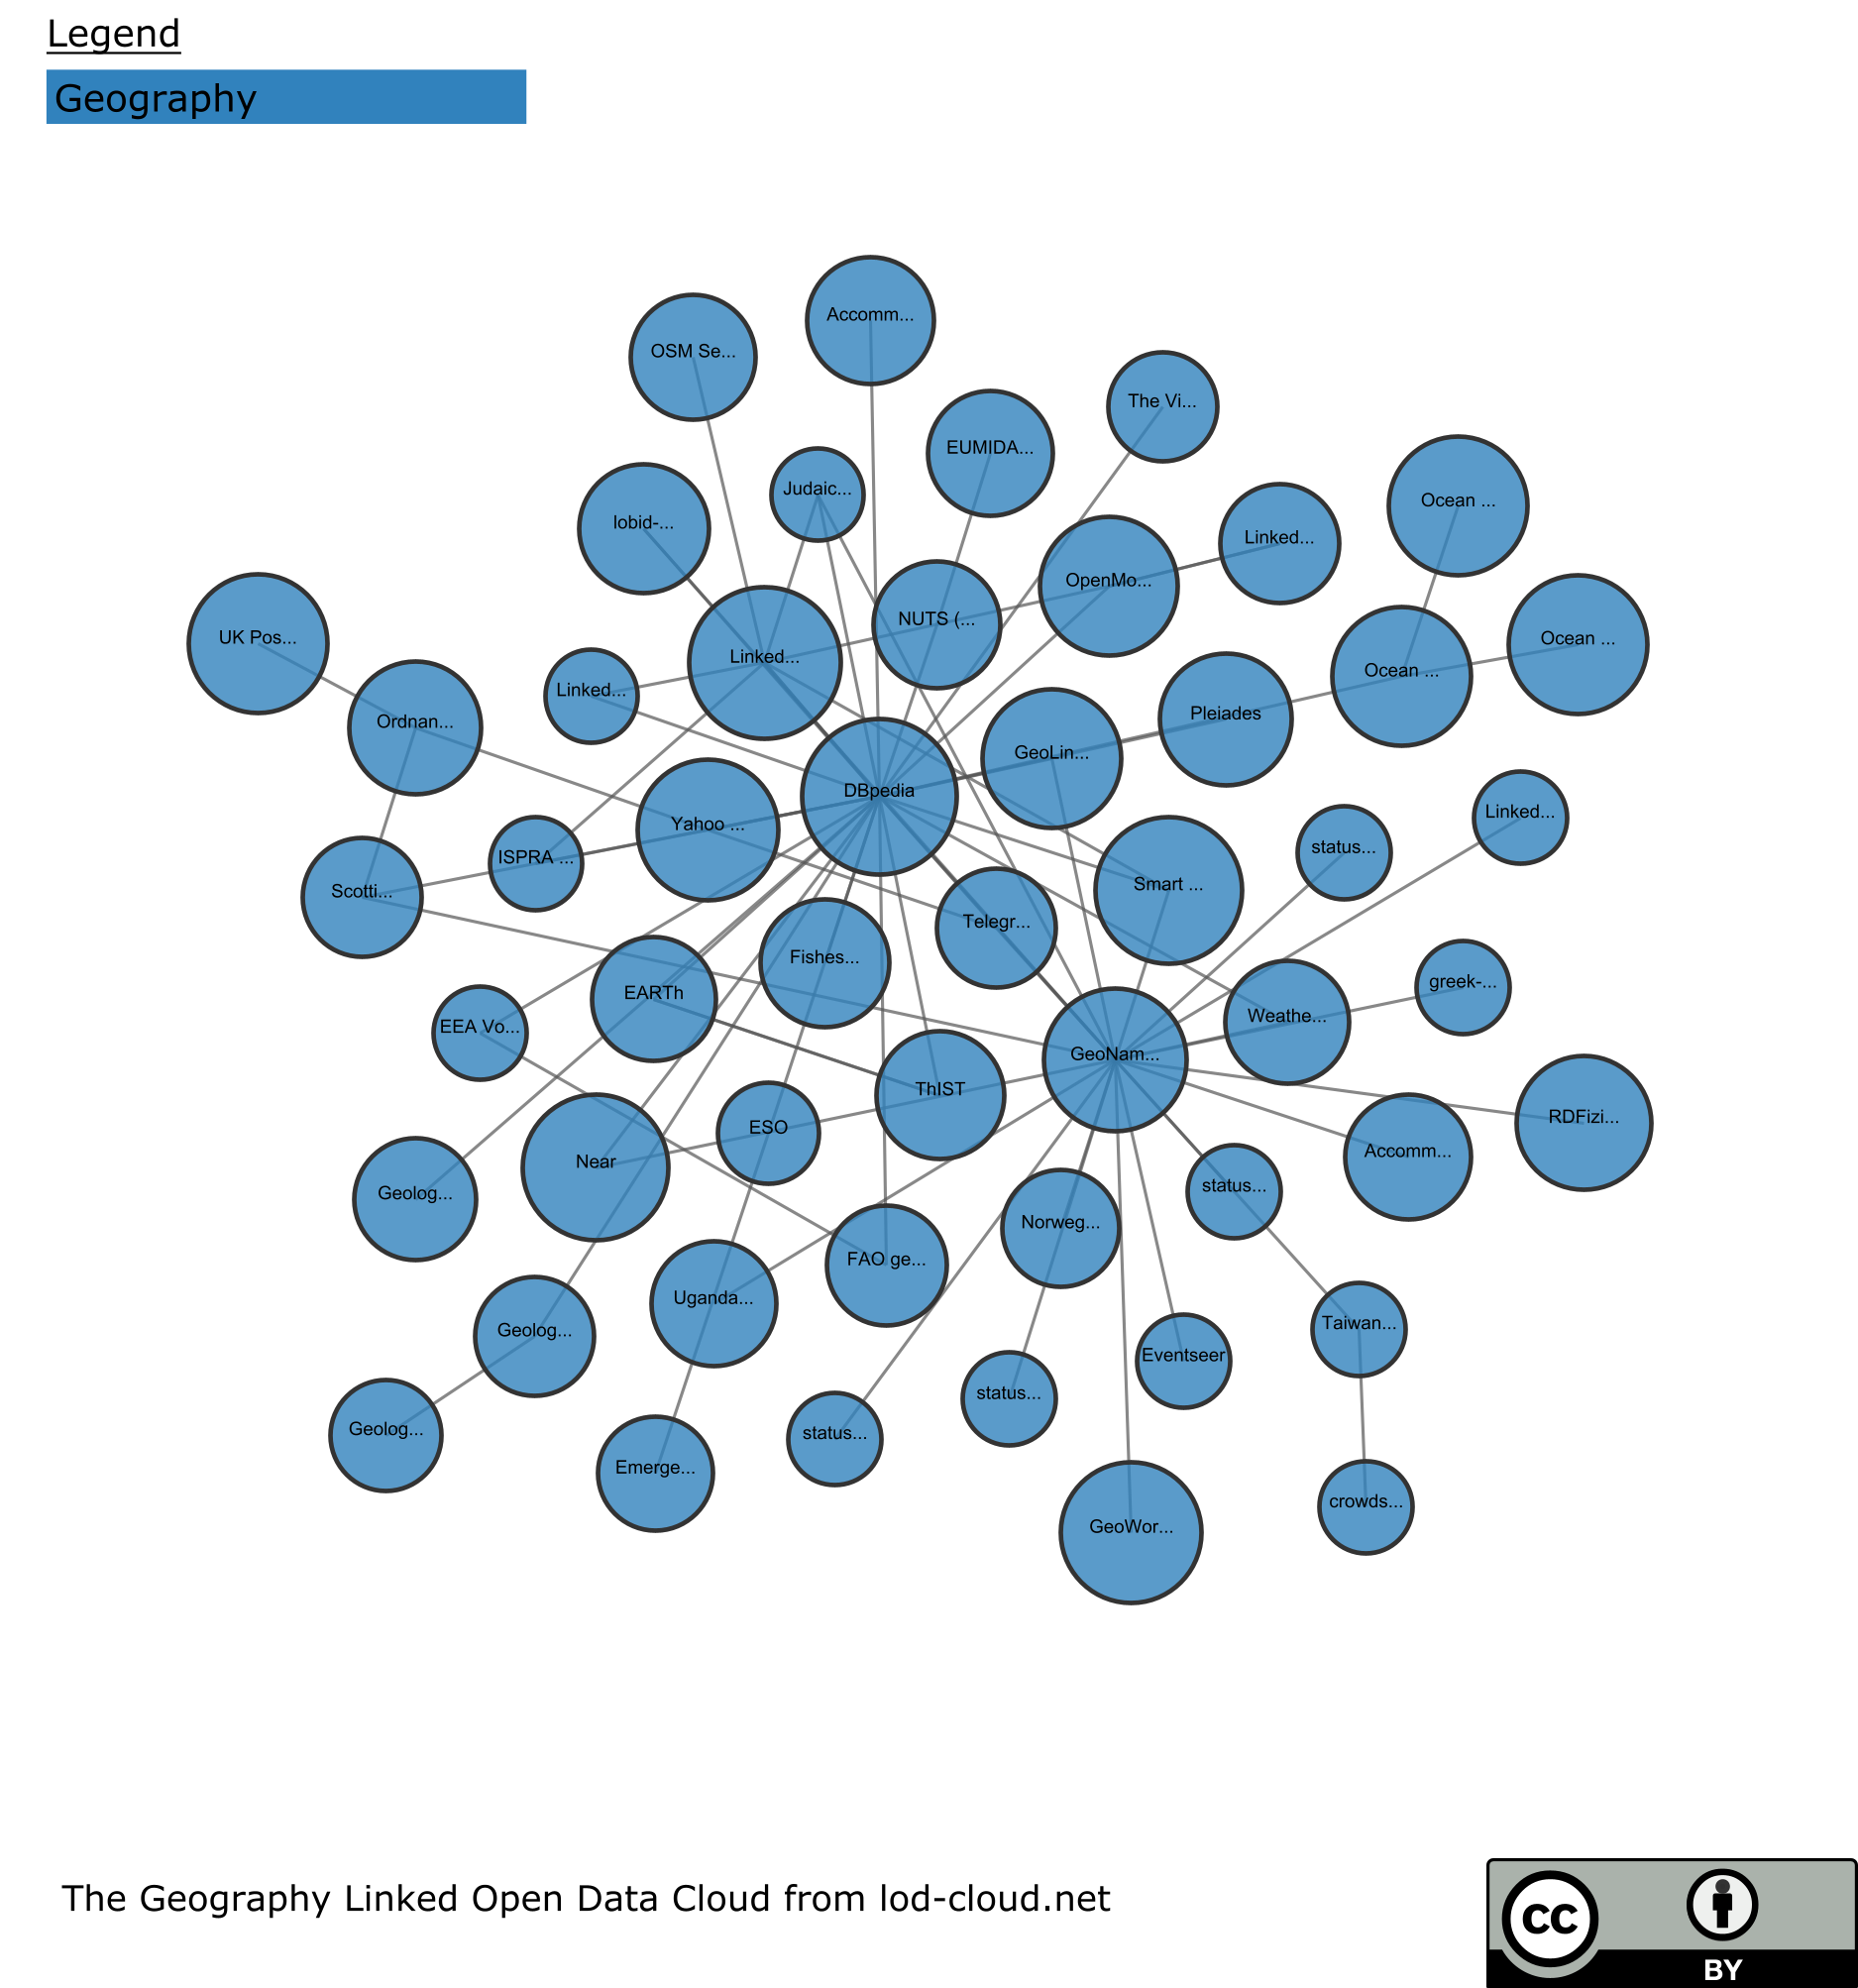 Legend
Geography
Accomm...
OSM Se...
The Vi...
EUMIDA...
Judaic...
Ocean ...
lobid-...
Linked...
OpenMo...
NUTS (...
UK Pos...
Ocean ...
Linked...
Ocean ...
Linked...
Pleiades
Ordnan...
GeoLin...
DBpedia
Linked...
Yahoo ...
status...
ISPRA ...
Smart ...
Scotti...
Telegr...
Fishes...
greek-...
EARTh
Weathe...
EEA Vo...
GeoNam...
ThIST
RDFizi...
ESO
Accomm...
Near
status...
Geolog...
Norweg...
FAO ge...
Uganda...
Taiwan...
Geolog...
Eventseer
status...
Geolog...
status...
Emerge...
crowds...
GeoWor...
The Geography Linked Open Data Cloud from lod-cloud.net
cc
BY